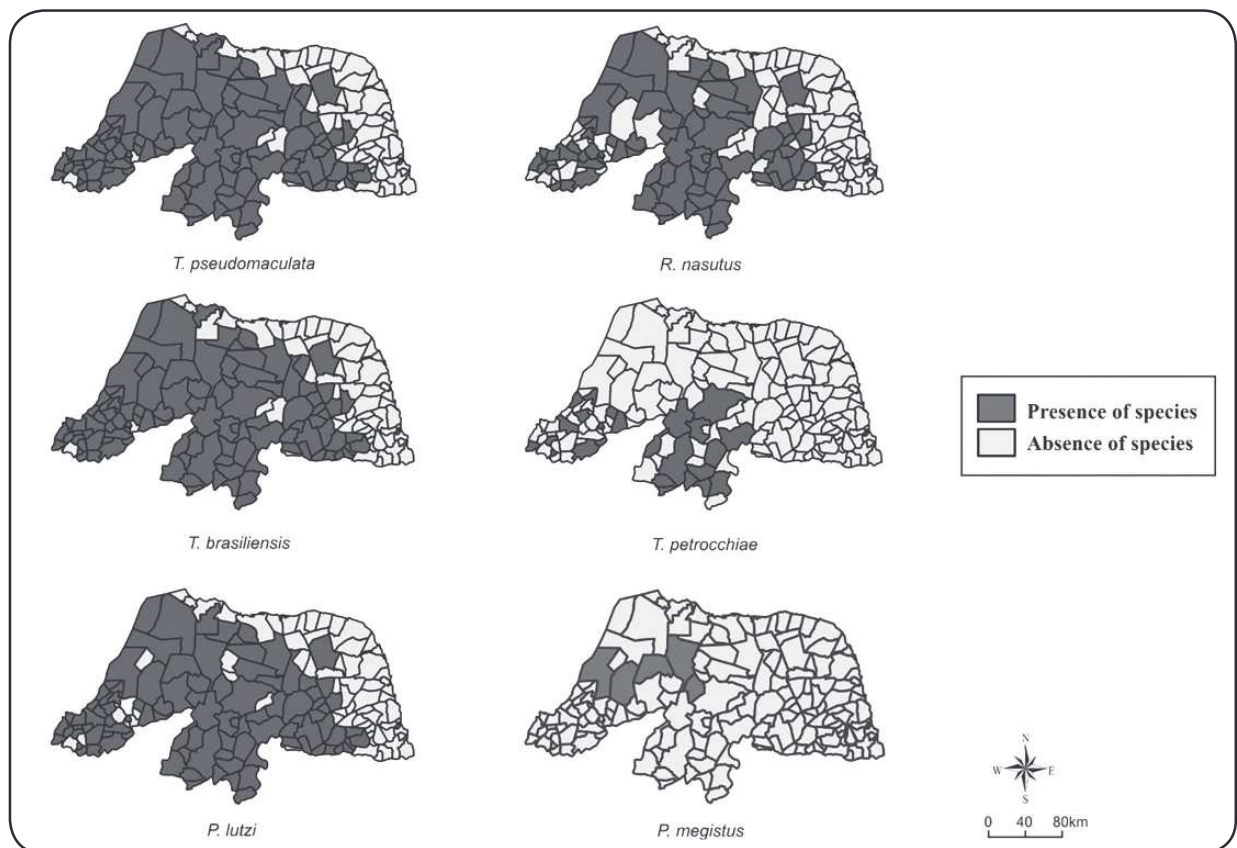 T. pseudomaculata
R. nasutus
T. brasiliensis
T. petrocchiae
Presence of species
Absence of species
P. lutzi
P. megistus
N
W E
S
0 40 80km